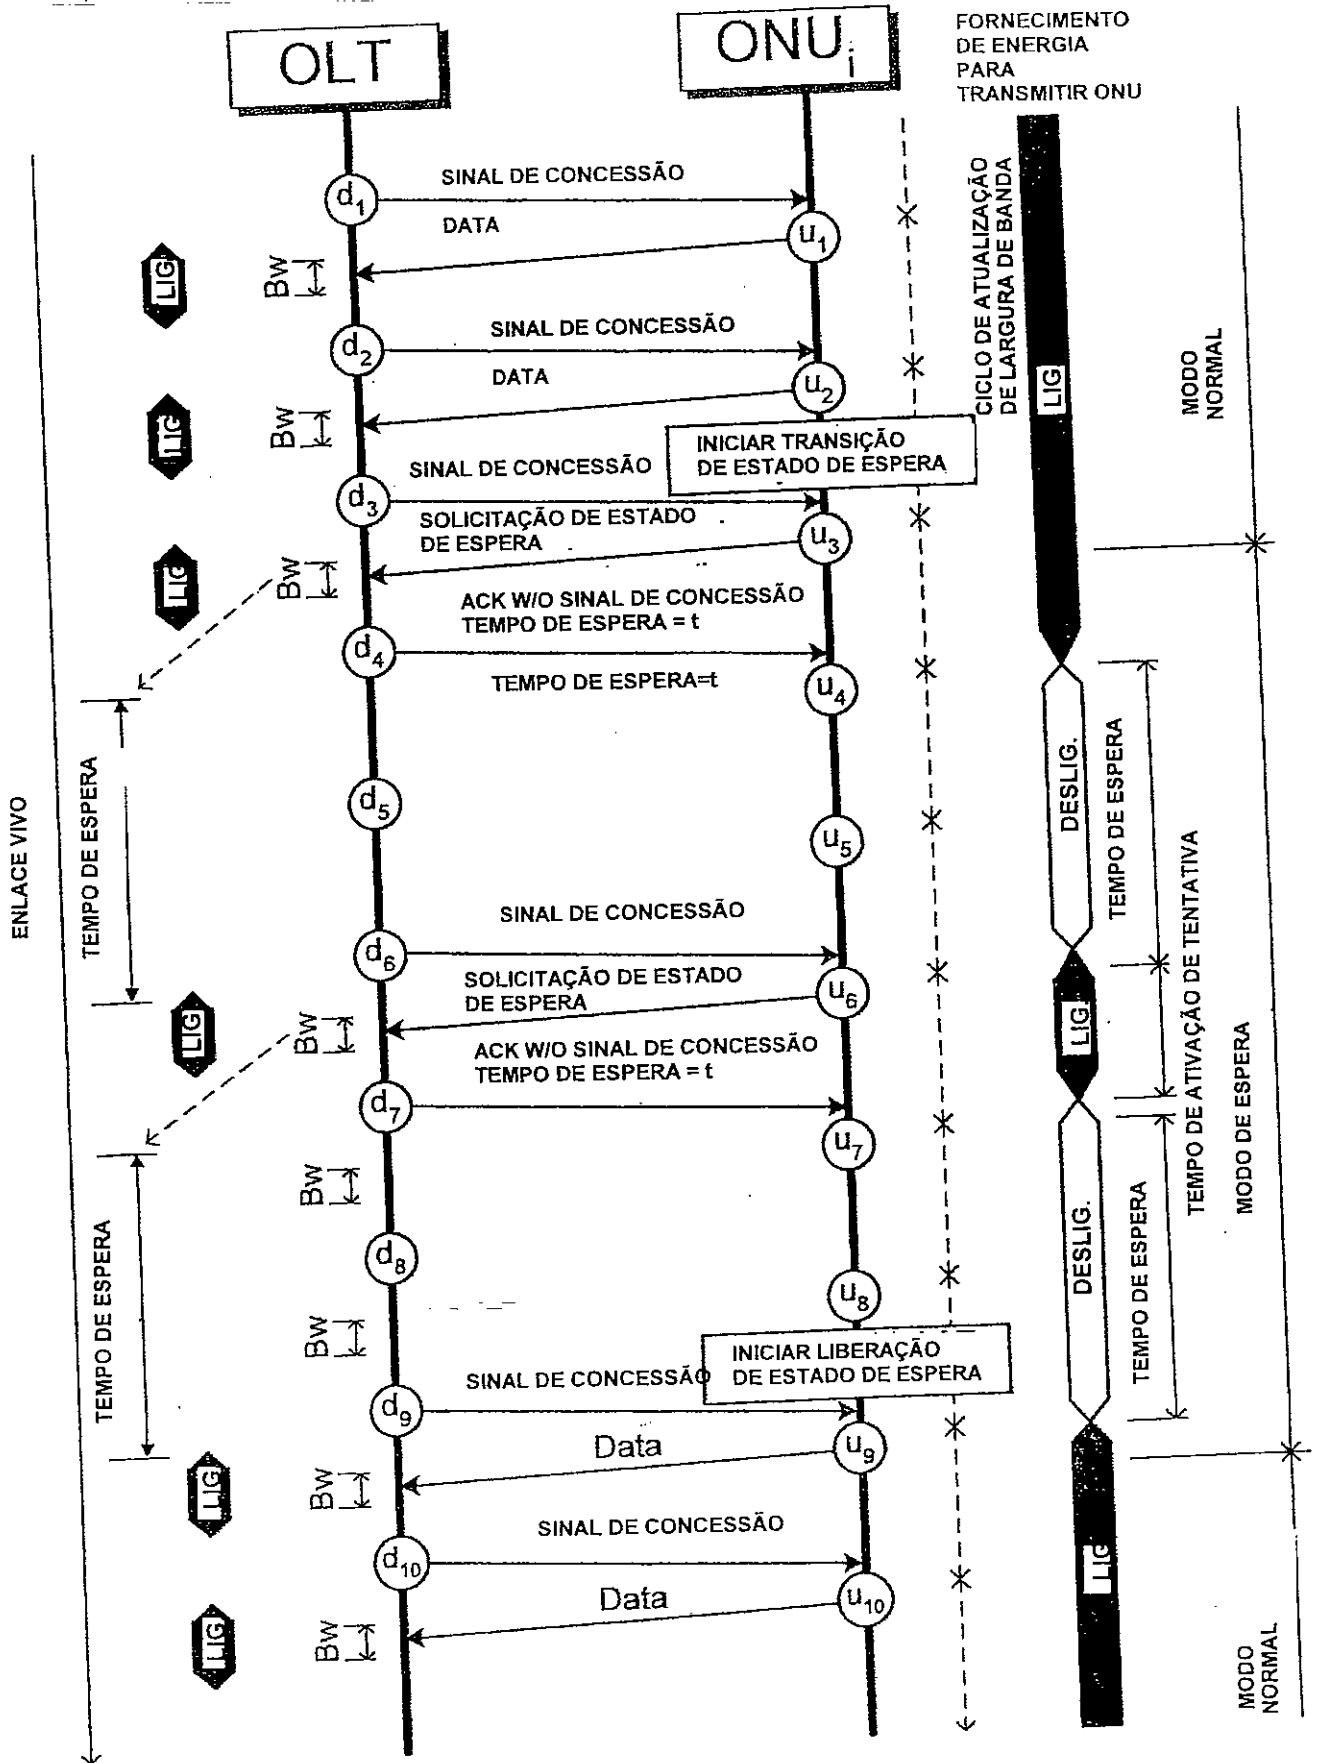 OLT
ONUi
FORNECIMENTO
DE ENERGIA
PARA
TRANSMITIR ONU
CICLO DE ATUALIZAÇÃO
DE LARGURA DE BANDA
d1
SINAL DE CONCESSÃO
DATA
u1
LIG
Bw
d2
SINAL DE CONCESSÃO
DATA
u2
LIG
Bw
LIG
MODO
NORMAL
INICIAR TRANSIÇÃO
DE ESTADO DE ESPERA
d3
SINAL DE CONCESSÃO
SOLICITAÇÃO DE ESTADO
DE ESPERA
u3
LIG
Bw
ACK W/O SINAL DE CONCESSÃO
TEMPO DE ESPERA = t
d4
TEMPO DE ESPERA=t
u4
ENLACE VIVO
TEMPO DE ESPERA
d5
u5
DESLIG.
TEMPO DE ESPERA
SINAL DE CONCESSÃO
d6
SOLICITAÇÃO DE ESTADO
DE ESPERA
u6
LIG
Bw
LIG
TEMPO DE ATIVAÇÃO DE TENTATIVA
MODO DE ESPERA
ACK W/O SINAL DE CONCESSÃO
TEMPO DE ESPERA = t
d7
u7
Bw
TEMPO DE ESPERA
d8
u8
DESLIG.
TEMPO DE ESPERA
Bw
INICIAR LIBERAÇÃO
DE ESTADO DE ESPERA
SINAL DE CONCESSÃO
d9
Data
u9
LIG
Bw
SINAL DE CONCESSÃO
d10
Data
u10
LIG
LIG
Bw
MODO
NORMAL